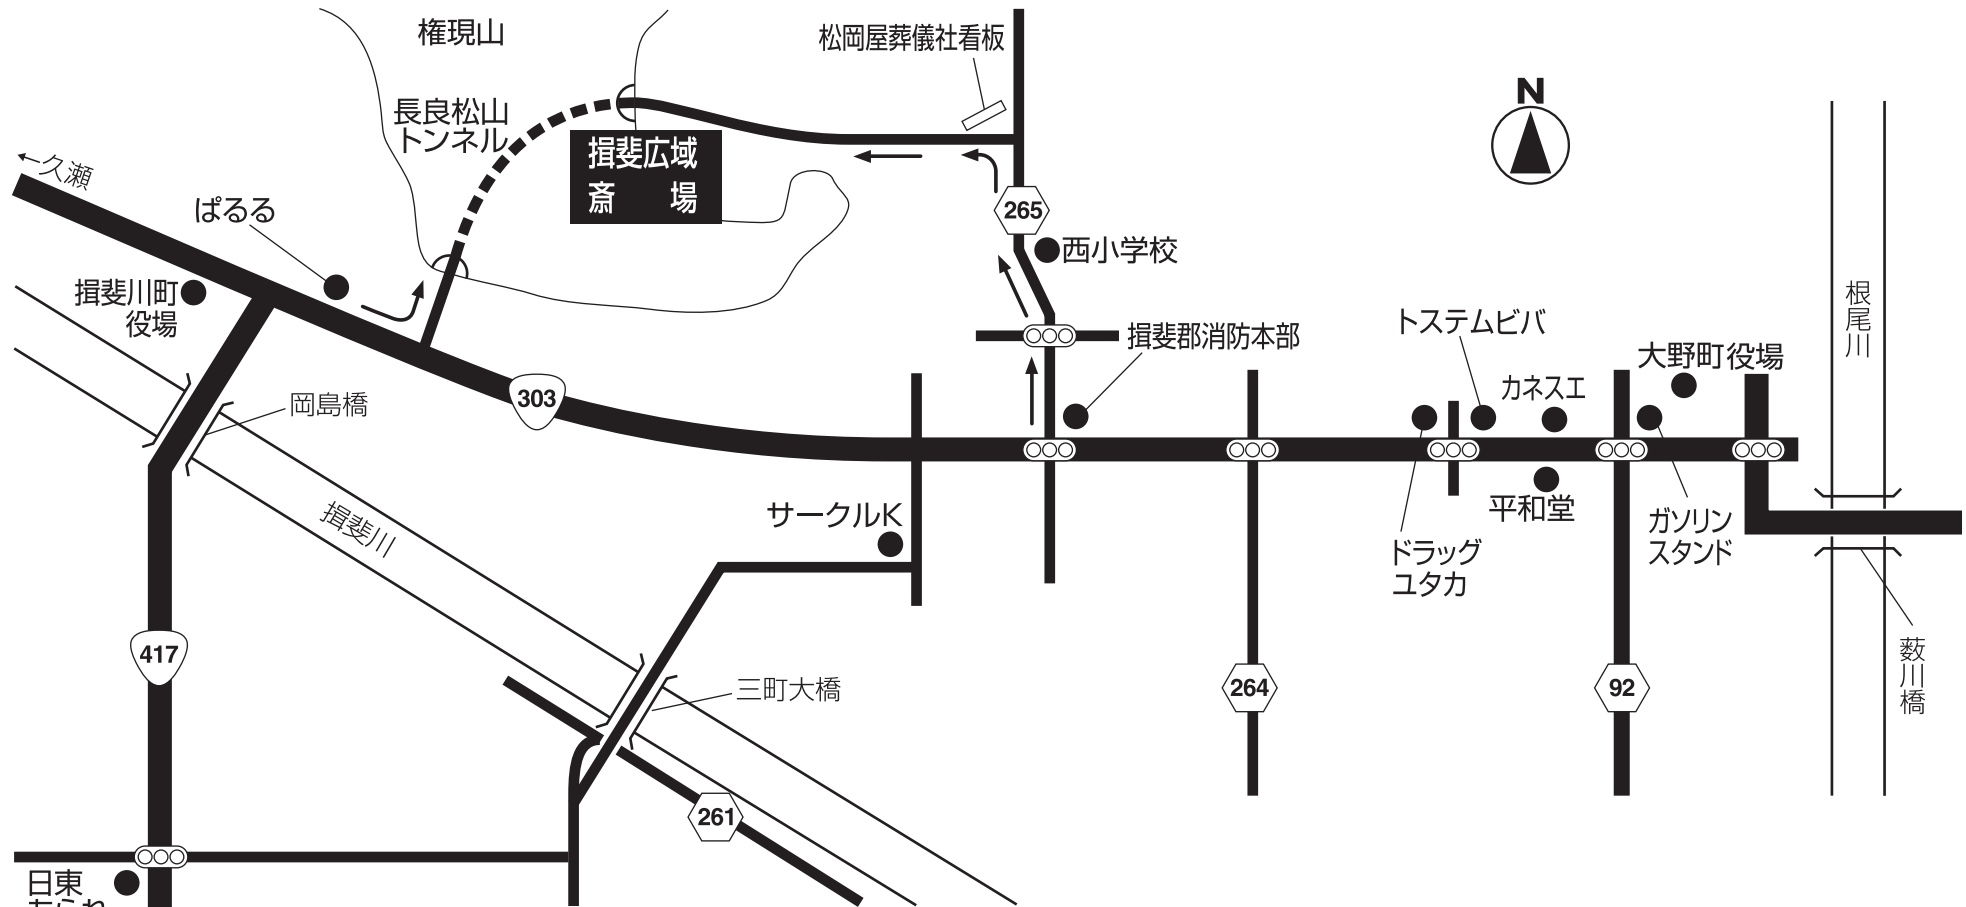 権現山
松岡屋葬儀社看板
N
長良松山
トンネル
揖斐広域
斎　場
←久瀬
ぱるる
265
西小学校
揖斐川町
役場
根尾川
トステムビバ
揖斐郡消防本部
大野町役場
カネスエ
303
岡島橋
揖斐川
サークルK
平和堂
ガソリン
スタンド
ドラッグ
ユタカ
417
三町大橋
264
92
薮川橋
261
日東